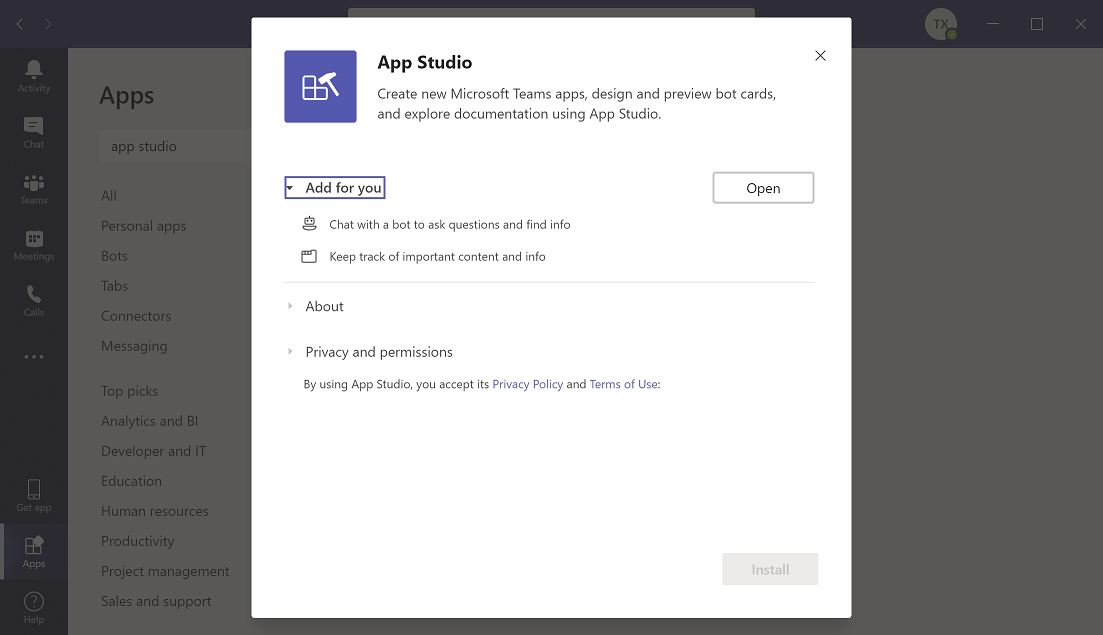 TX
Activity
Chat
Teams
Meetings
Calls
Get app
Apps
Help
Apps
app studio
All
Personal apps
Bots
Tabs
Connectors
Messaging
Top picks
Analytics and BI
Developer and IT
Education
Human resources
Productivity
Project management
Sales and support
App Studio
Create new Microsoft Teams apps, design and preview bot cards,
and explore documentation using App Studio.
Add for you
Open
Chat with a bot to ask questions and find info
Keep track of important content and info
About
Privacy and permissions
By using App Studio, you accept its Privacy Policy and Terms of Use:
Install